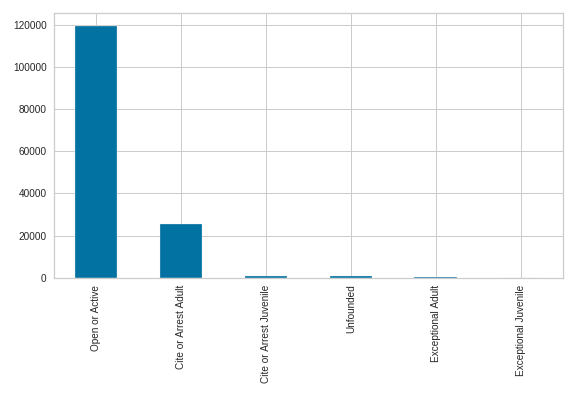 120000
100000
80000
60000
40000
20000
0
Open or Active
Cite or Arrest Adult
Cite or Arrest Juvenile
Unfounded
Exceptional Adult
Exceptional Juvenile